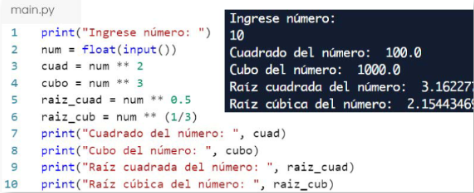 main.py
1 print("Ingrese número: ")
2 num = float(input())
3 cuad = num ** 2
4 cubo = num ** 3
5 raiz_cuad = num ** 0.5
6 raiz_cub = num ** (1/3)
7 print("Cuadrado del número: ", cuad)
8 print("Cubo del número: ", cubo)
9 print("Raíz cuadrada del número: ", raiz_cuad)
10 print("Raíz cúbica del número: ", raiz_cub)
Ingrese número:
10
Cuadrado del número:  100.0
Cubo del número:  1000.0
Raíz cuadrada del número:  3.162277
Raíz cúbica del número:  2.15443469